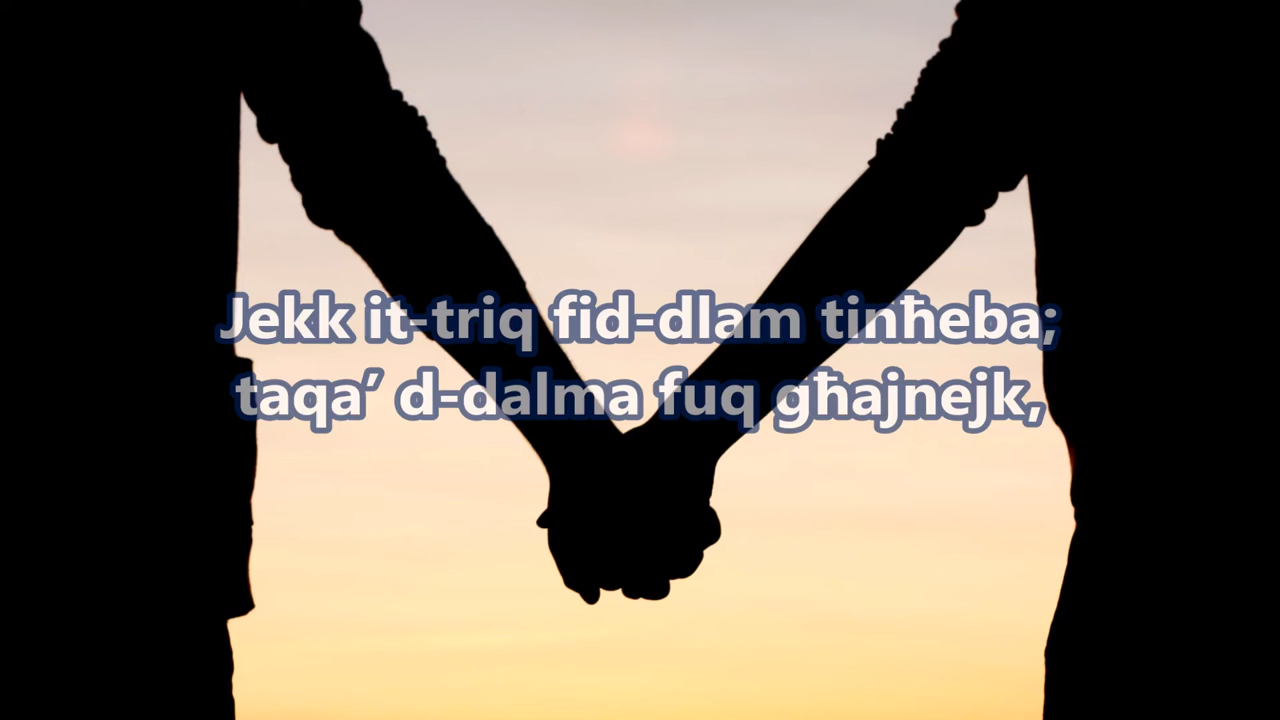 Jekk it-triq fid-dlam tinħeba;
taqa’ d-dalma fuq għajnejk,